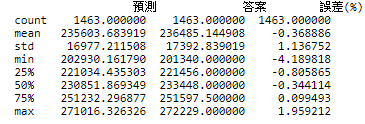 預測 答案 誤差(%)
count 1463.000000 1463.000000 1463.000000
mean 235603.683919 236485.144908 -0.368886
std 16977.211508 17392.839019 1.136752
min 202930.161790 201340.000000 -4.189818
25% 221034.435303 221456.000000 -0.805865
50% 230851.869349 233448.000000 -0.344114
75% 251232.296877 251597.500000 0.099493
max 271016.326326 272229.000000 1.959212